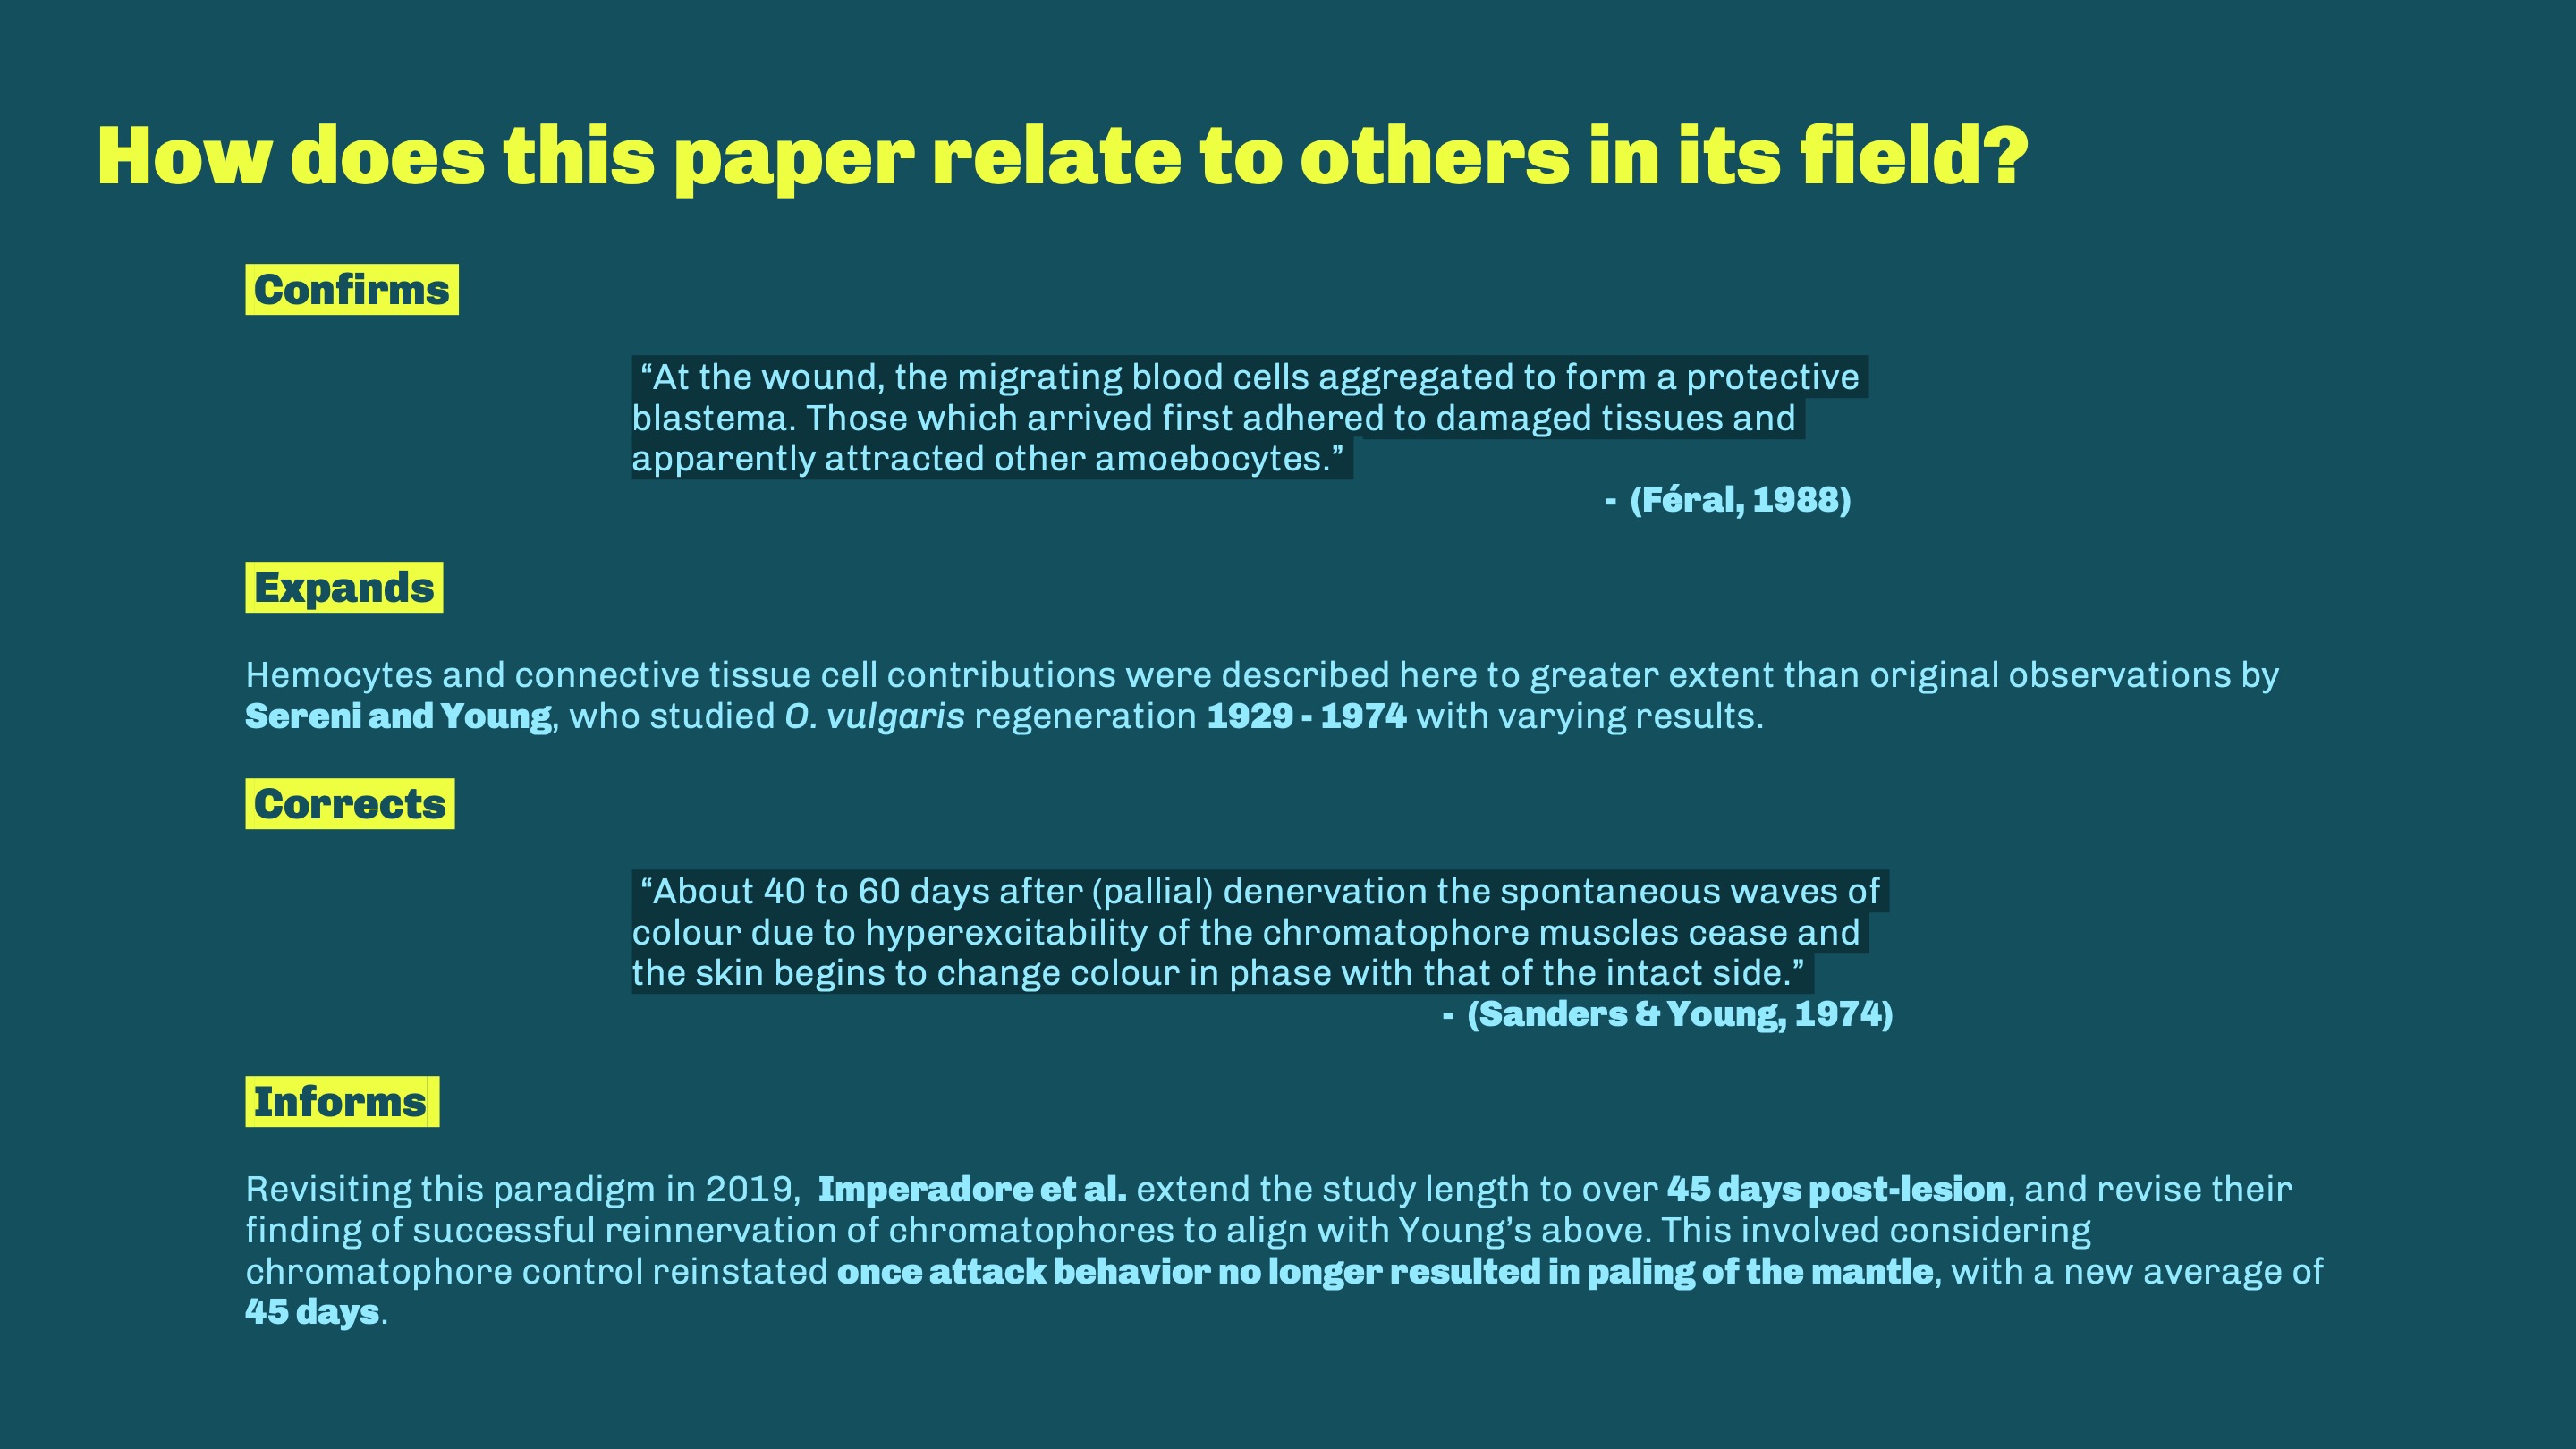 How does this paper relate to others in its field?
Confirms
“At the wound, the migrating blood cells aggregated to form a protective
blastema. Those which arrived first adhered to damaged tissues and
apparently attracted other amoebocytes.”
- (Féral, 1988)
Expands
Hemocytes and connective tissue cell contributions were described here to greater extent than original observations by
Sereni and Young, who studied O. vulgaris regeneration 1929 - 1974 with varying results.
Corrects
“About 40 to 60 days after (pallial) denervation the spontaneous waves of
colour due to hyperexcitability of the chromatophore muscles cease and
the skin begins to change colour in phase with that of the intact side.”
- (Sanders & Young, 1974)
Informs
Revisiting this paradigm in 2019, Imperadore et al. extend the study length to over 45 days post-lesion, and revise their
finding of successful reinnervation of chromatophores to align with Young’s above. This involved considering
chromatophore control reinstated once attack behavior no longer resulted in paling of the mantle, with a new average of
45 days.